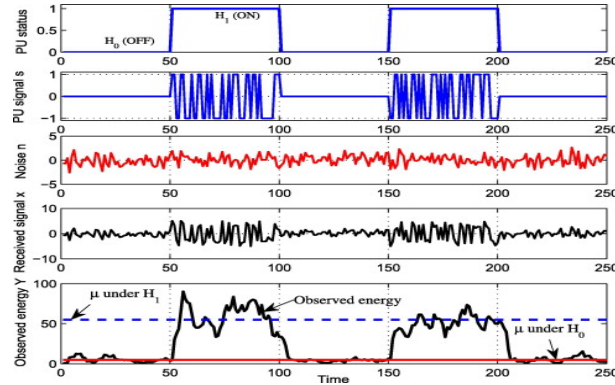 PU status
1
0.5
0
H0 (OFF)
H1 (ON)
0 50 100 150 200 250
PU signal s
1
0
−1
0 50 100 150 200 250
Noise n
5
0
−5
0 50 100 150 200 250
Received signal x
10
0
−10
0 50 100 150 200 250
Observed energy Y
100
50
0
μ under H1
Observed energy
μ under H0
0 50 100 150 200 250
Time